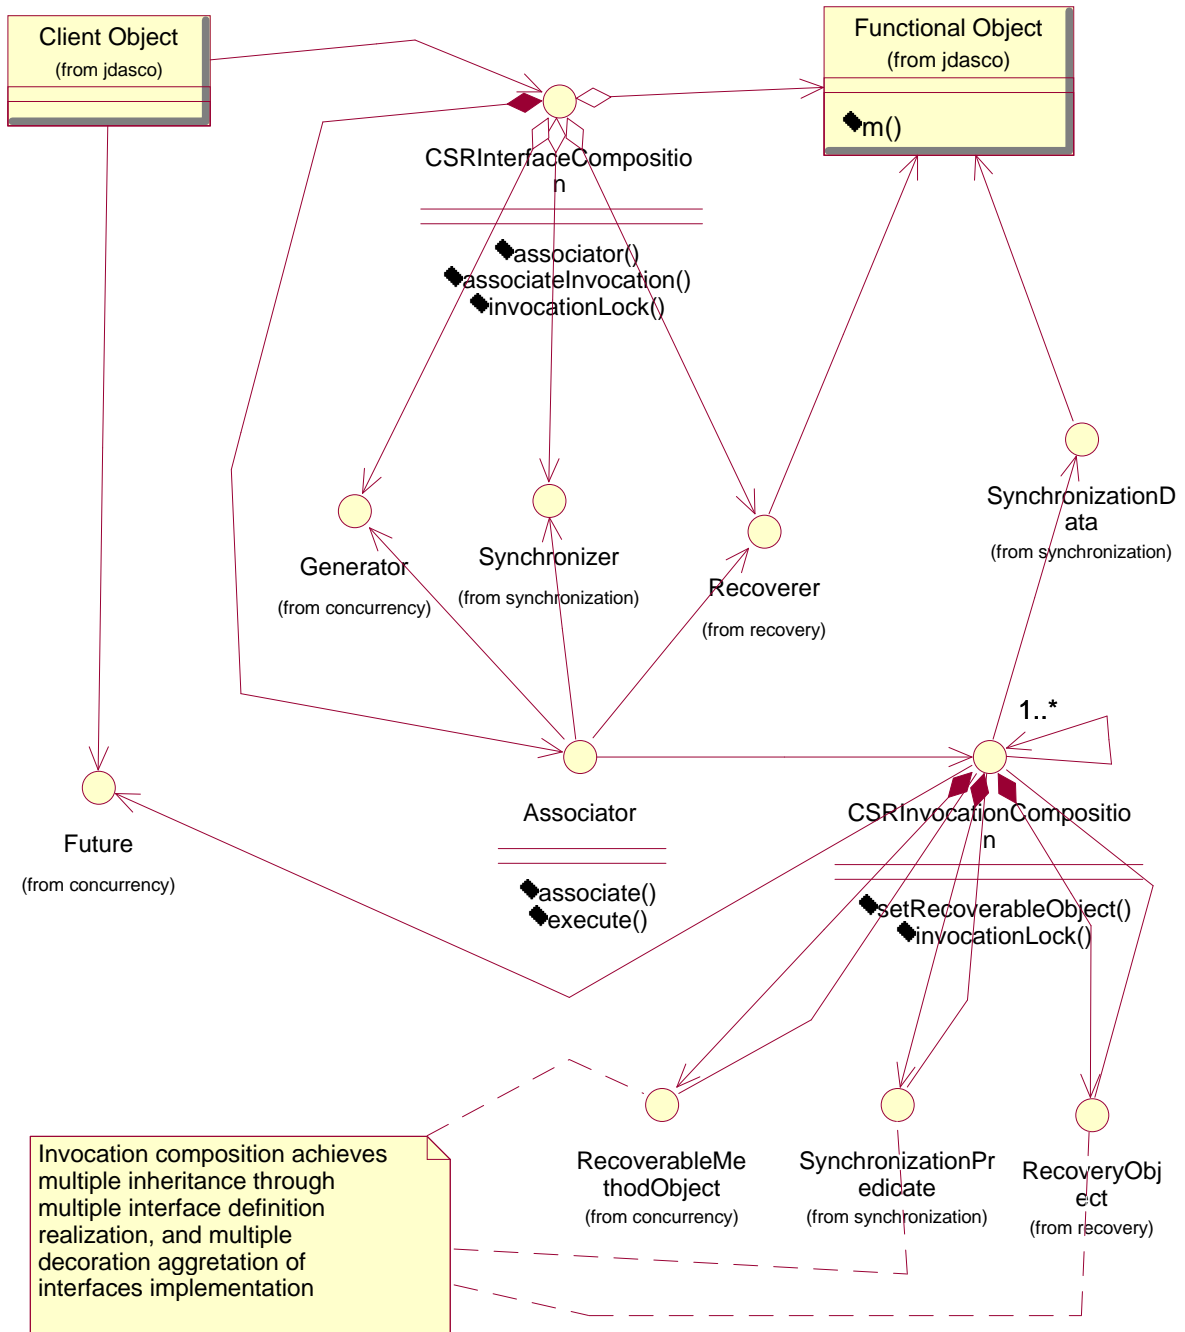 Client Object
(from jdasco)
Functional Object
(from jdasco)
m()
CSRInterfaceCompositio
n
associator()
associateInvocation()
invocationLock()
SynchronizationD
ata
(from synchronization)
Generator
(from concurrency)
Synchronizer
(from synchronization)
Recoverer
(from recovery)
1..*
Associator
associate()
execute()
CSRInvocationCompositio
n
setRecoverableObject()
invocationLock()
Future
(from concurrency)
RecoverableMe
thodObject
(from concurrency)
SynchronizationPr
edicate
(from synchronization)
RecoveryObj
ect
(from recovery)
Invocation composition achieves
multiple inheritance through
multiple interface definition
realization, and multiple
decoration aggretation of
interfaces implementation